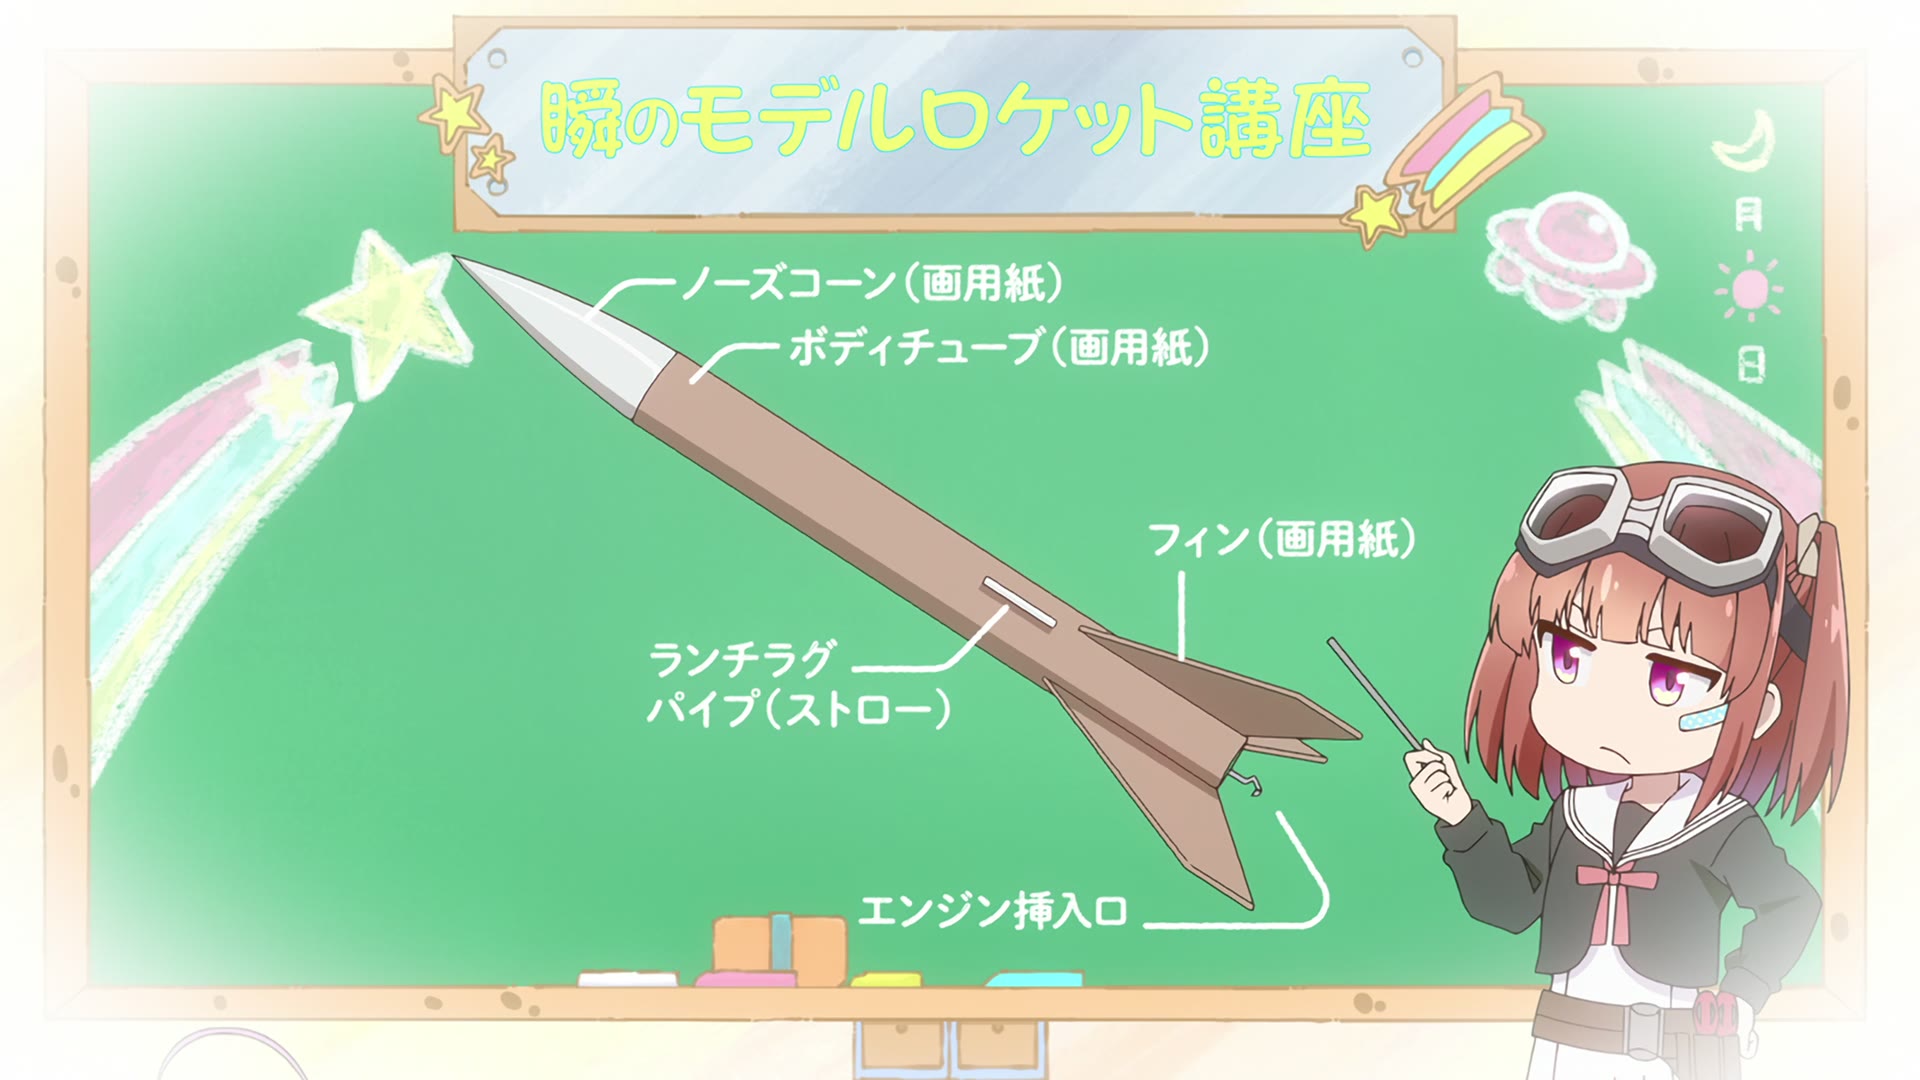 瞬のモデルロケット講座
月
日
ノーズコーン(画用紙)
ボディチューブ(画用紙)
フィン(画用紙)
ランチラグ
パイプ(ストロー)
エンジン挿入口